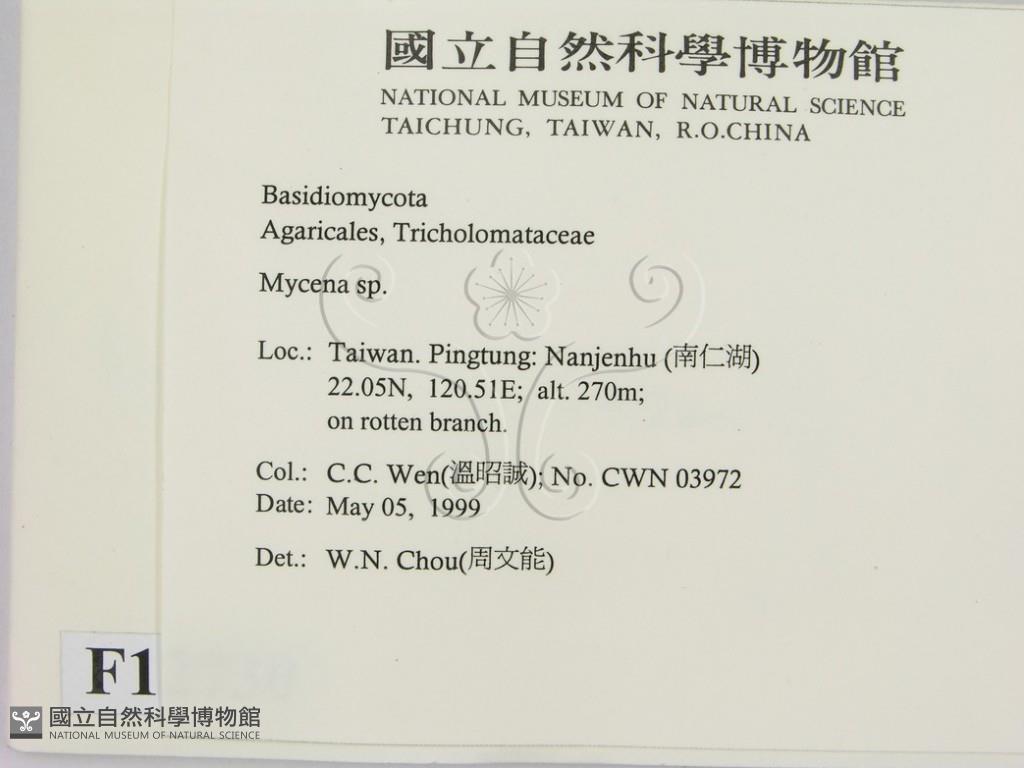 國立自然科學博物館
NATIONAL MUSEUM OF NATURAL SCIENCE
TAICHUNG, TAIWAN, R.O.CHINA
Basidiomycota
Agaricales, Tricholomataceae
Mycena sp.
Loc.: Taiwan. Pingtung: Nanjenhu (南仁湖)
22.05N, 120.51E; alt. 270m;
on rotten branch.
Col.: C.C. Wen(溫昭誠); No. CWN 03972
Date: May 05, 1999
Det.: W.N. Chou(周文能)
F1
國立自然科學博物館
NATIONAL MUSEUM OF NATURAL SCIENCE